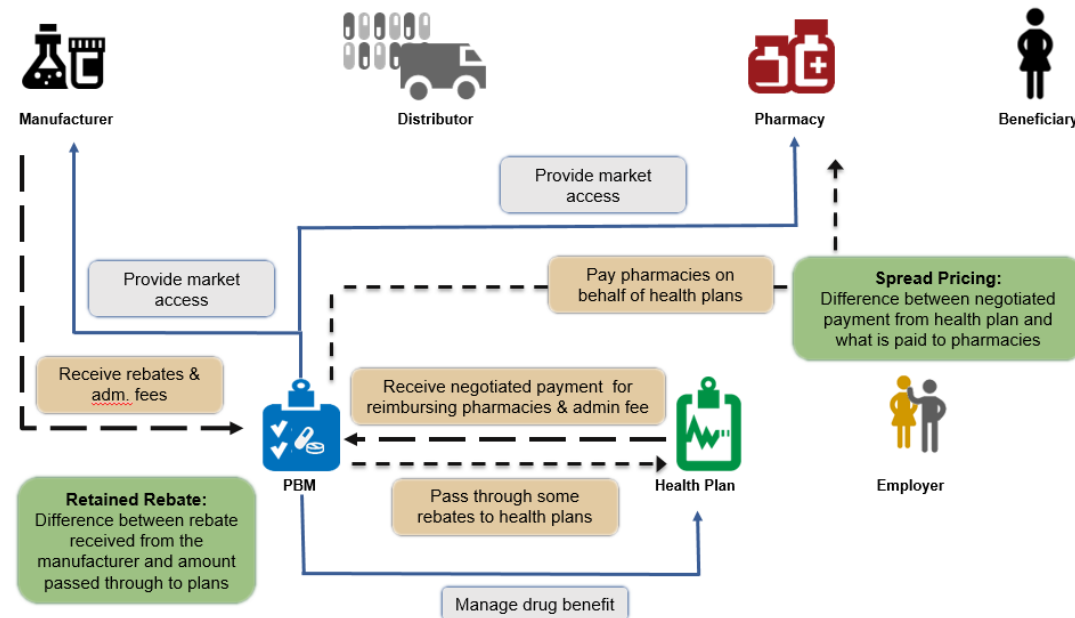 Manufacturer
Distributor
Pharmacy
Beneficiary
Provide market
access
Provide market
access
Pay pharmacies on
behalf of health plans
Spread Pricing:
Difference between negotiated
payment from health plan and
what is paid to pharmacies
Receive rebates &
adm. fees
Receive negotiated payment for
reimbursing pharmacies & admin fee
PBM
Health Plan
Employer
Pass through some
rebates to health plans
Retained Rebate:
Difference between rebate
received from the
manufacturer and amount
passed through to plans
Manage drug benefit